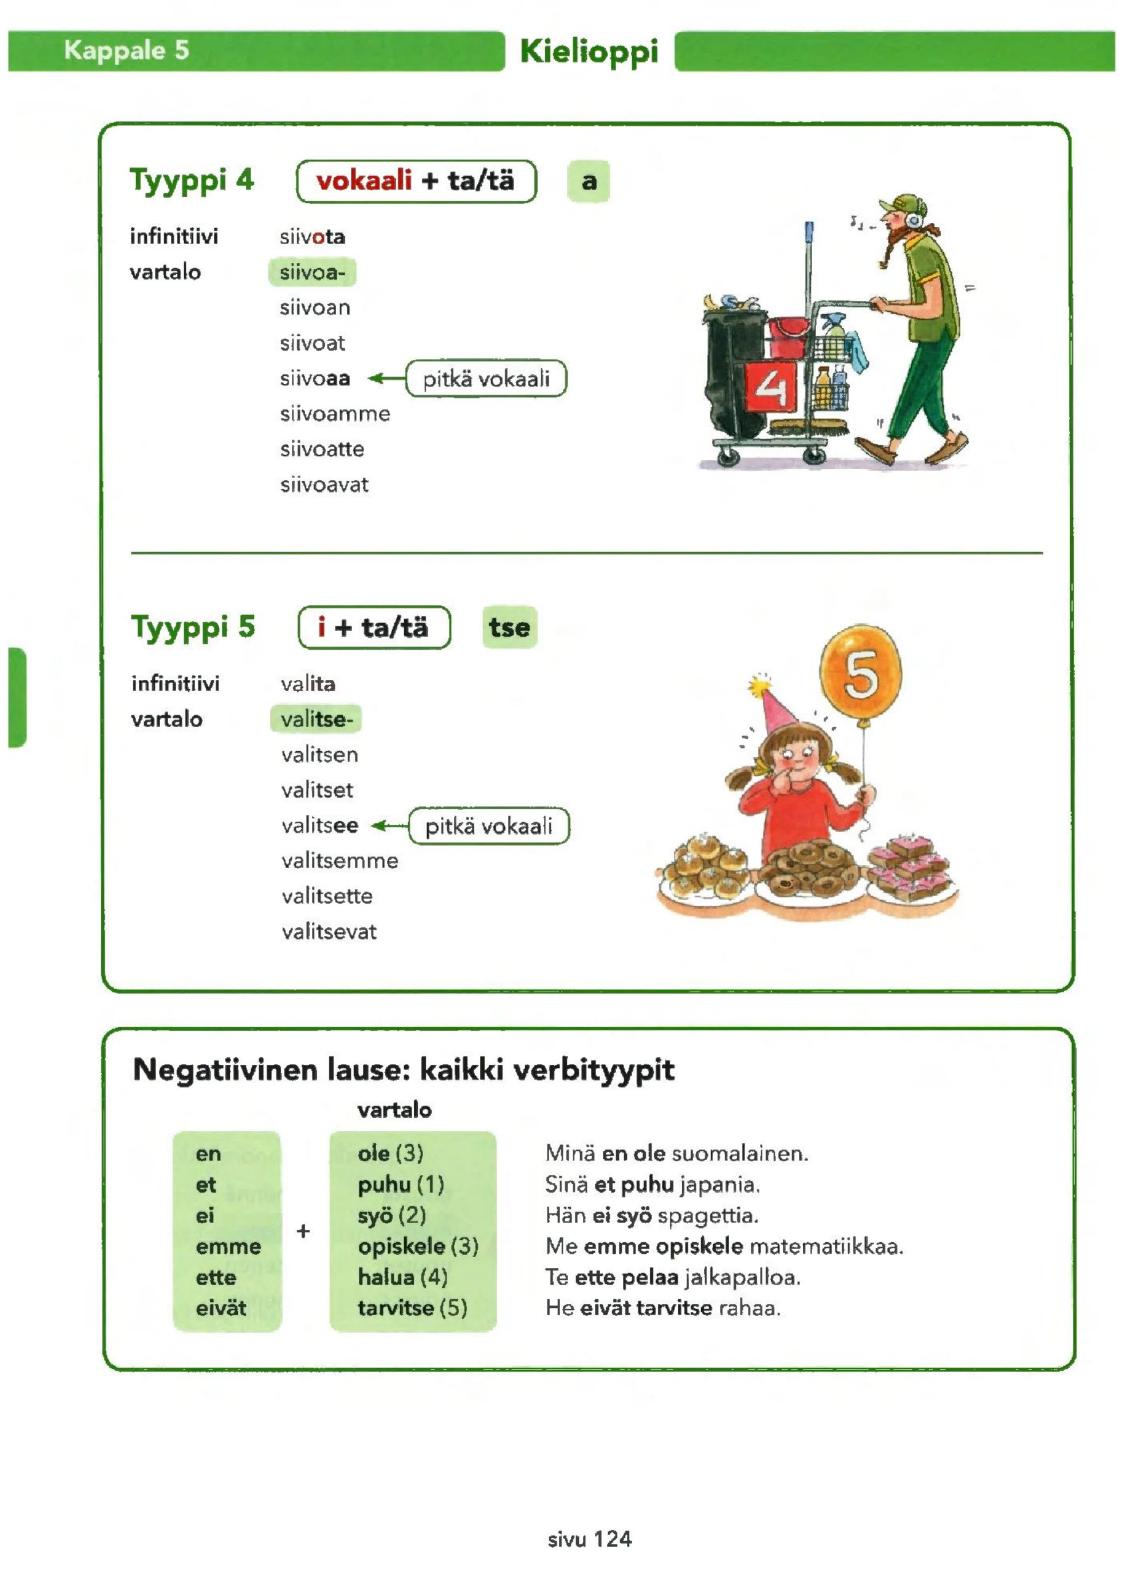 Kappale 5 Kielioppi
Tyyppi 4 vokaali + ta/tä a
infinitiivi siivota
vartalo siivoa-
siivoan
siivoat
siivoaa pitkä vokaali
siivoamme
siivoatte
siivoavat
4
Tyyppi 5 i + ta/tä tse
infinitiivi valita
vartalo valitse-
valitsen
valitset
valitsee pitkä vokaali
valitsemme
valitsette
valitsevat
5
Negatiivinen lause: kaikki verbityypit
vartalo
en ole (3) Minä en ole suomalainen.
et puhu (1) Sinä et puhu japania.
ei syö (2) Hän ei syö spagettia.
+
emme opiskele (3) Me emme opiskele matematiikkaa.
ette halua (4) Te ette pelaa jalkapalloa.
eivät tarvitse (5) He eivät tarvitse rahaa.
sivu 124